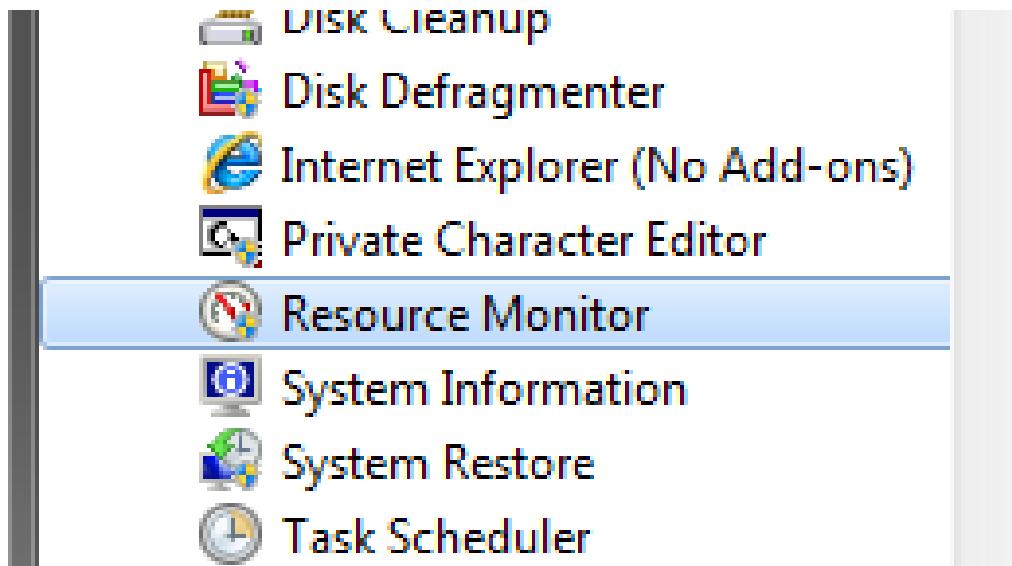 Disk Cleanup
Disk Defragmenter
Internet Explorer (No Add-ons)
Private Character Editor
Resource Monitor
System Information
System Restore
Task Scheduler